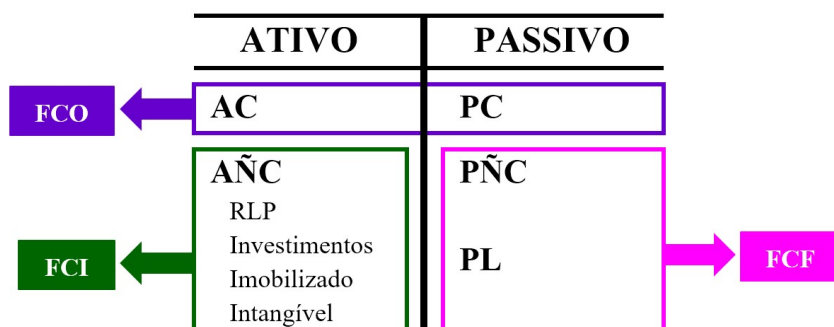 ATIVO PASSIVO
FCO AC PC
AÑC PÑC
RLP
Investimentos
FCI PL FCF
Imobilizado
Intangível